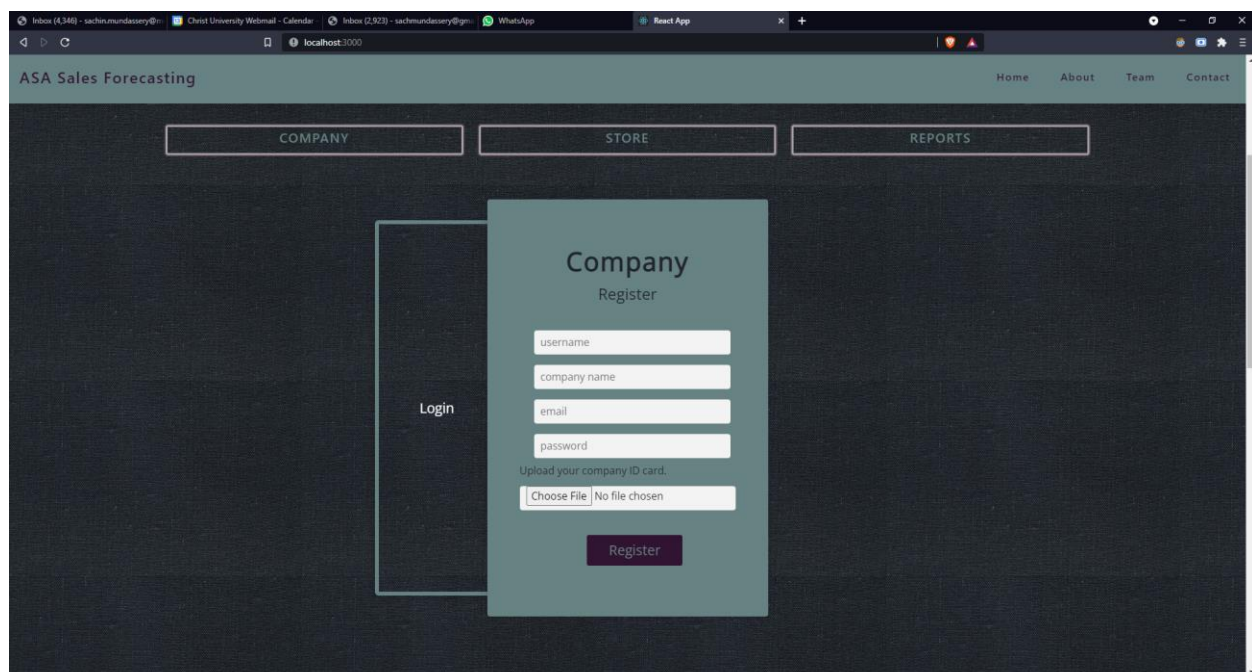 Inbox (4,346) - sachin.mundassery@m
Christ University Webmail - Calendar
Inbox (2,923) - sachmundassery@gma
WhatsApp
React App
localhost:3000
ASA Sales Forecasting
Home About Team Contact
COMPANY STORE REPORTS
Company
Register
username
company name
Login
email
password
Upload your company ID card.
Choose File No file chosen
Register